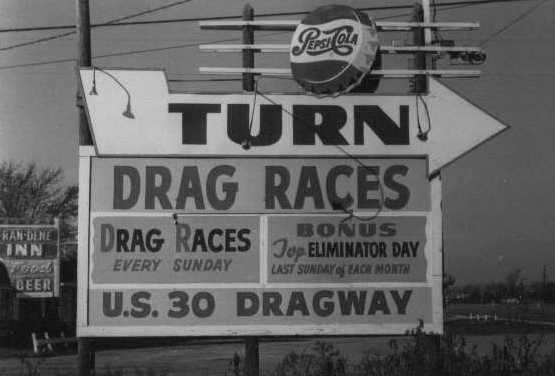 PEPSI-COLA
TURN
DRAG RACES
DRAG RACES
EVERY SUNDAY
BONUS
Top ELIMINATOR DAY
LAST SUNDAY of EACH MONTH
U.S. 30 DRAGWAY
RAN-DENE
INN
Food
BEER